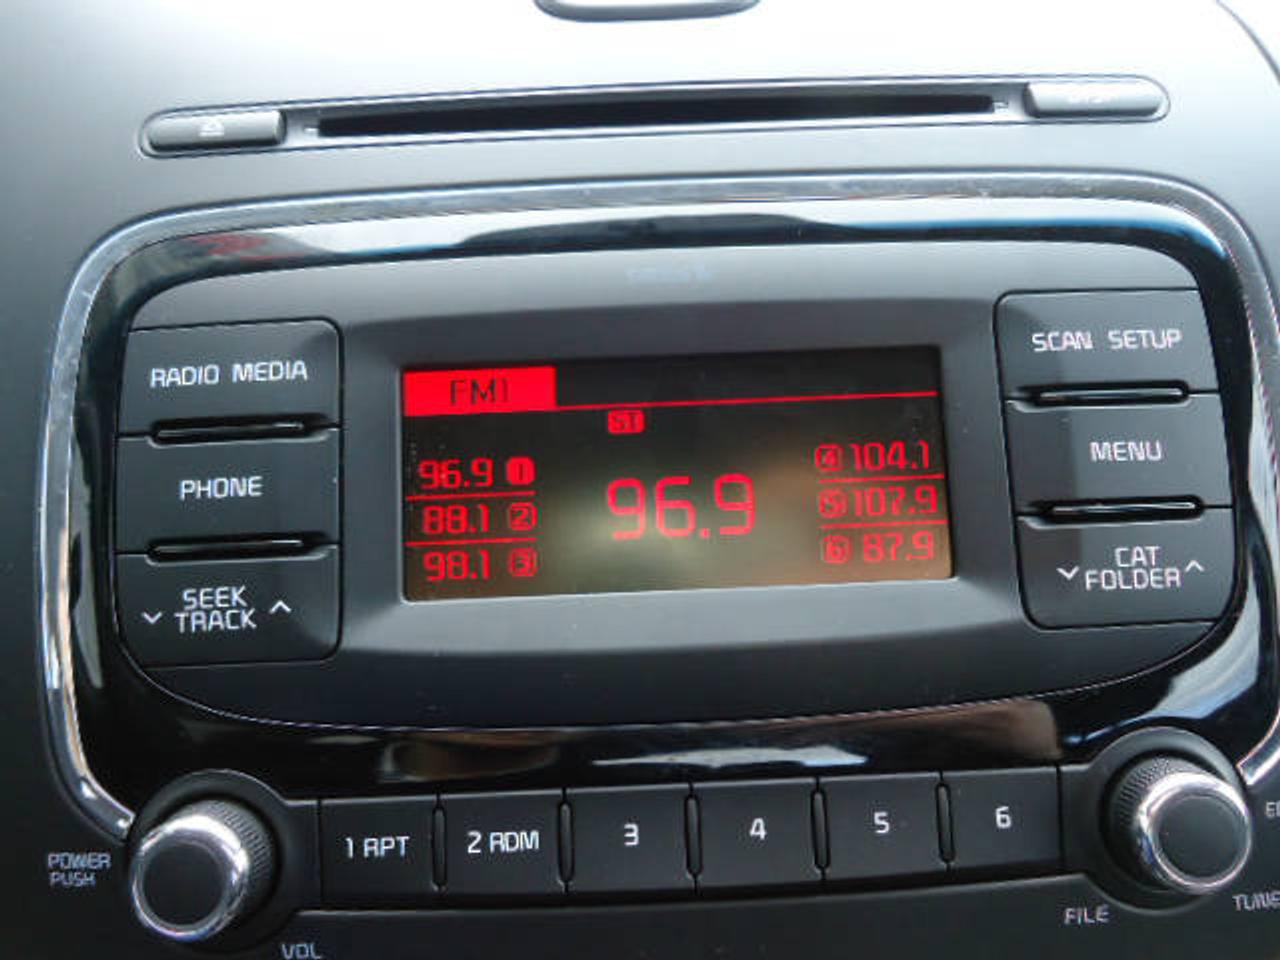 RADIO MEDIA
SCAN SETUP
FM1
ST
PHONE
MENU
96.9 1
96.9
4 104.1
88.1 2
5 107.9
98.1 3
6 87.9
SEEK
TRACK
CAT
FOLDER
1 RPT
2 RDM
3
4
5
6
POWER
PUSH
VOL
FILE
TUNE